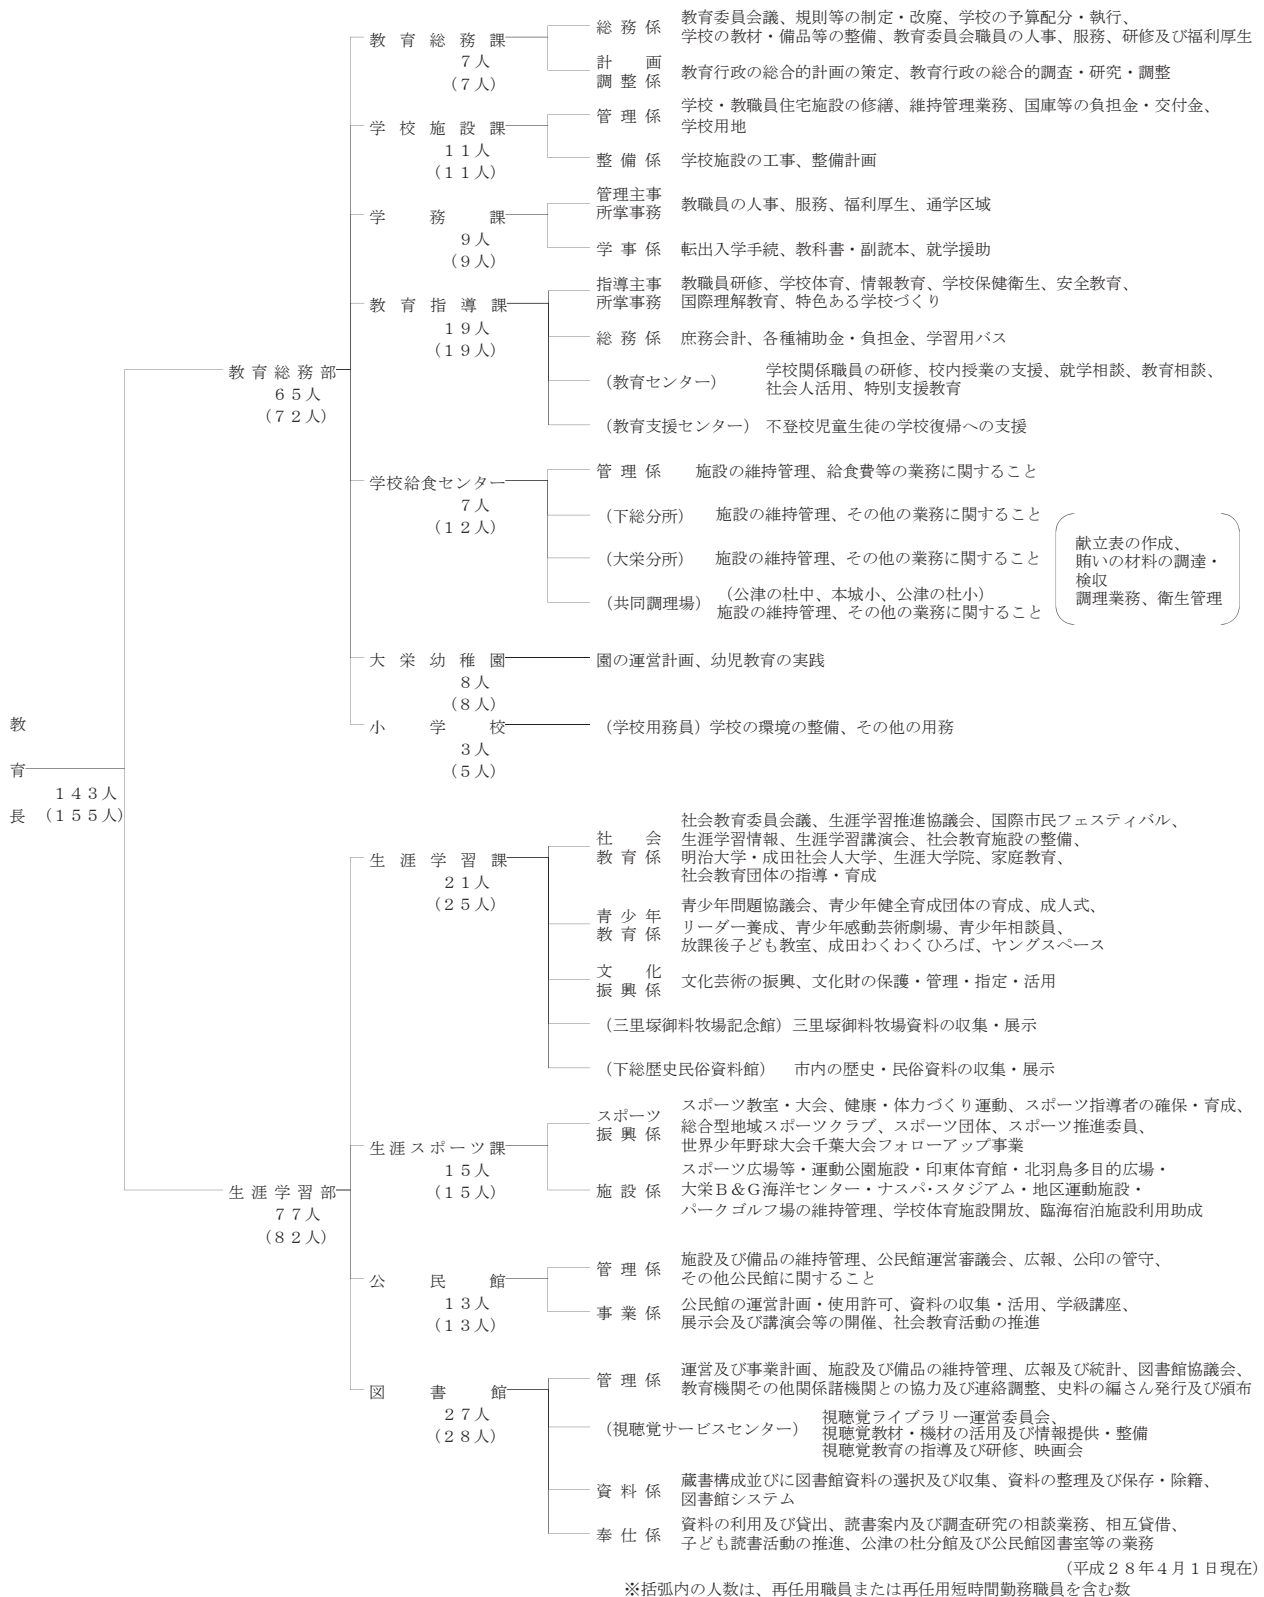 教育長
143人
(155人)
教育総務部
65人
(72人)
教育総務課
7人
(7人)
総務係
教育委員会議、規則等の制定・改廃、学校の予算配分・執行、
学校の教材・備品等の整備、教育委員会職員の人事、服務、研修及び福利厚生
計画
調整係
教育行政の総合的計画の策定、教育行政の総合的調査・研究・調整
学校施設課
11人
(11人)
管理係
学校・教職員住宅施設の修繕、維持管理業務、国庫等の負担金・交付金、
学校用地
整備係
学校施設の工事、整備計画
学務課
9人
(9人)
管理主事
所掌事務
教職員の人事、服務、福利厚生、通学区域
学事係
転出入学手続、教科書・副読本、就学援助
教育指導課
19人
(19人)
指導主事
所掌事務
教職員研修、学校体育、情報教育、学校保健衛生、安全教育、
国際理解教育、特色ある学校づくり
総務係
庶務会計、各種補助金・負担金、学習用バス
(教育センター)
学校関係職員の研修、校内授業の支援、就学相談、教育相談、
社会人活用、特別支援教育
(教育支援センター) 不登校児童生徒の学校復帰への支援
学校給食センター
7人
(12人)
管理係
施設の維持管理、給食費等の業務に関すること
(下総分所)
施設の維持管理、その他の業務に関すること
(大栄分所)
施設の維持管理、その他の業務に関すること
(共同調理場)
(公津の杜中、本城小、公津の杜小)
施設の維持管理、その他の業務に関すること
献立表の作成、
賄いの材料の調達・
検収
調理業務、衛生管理
大栄幼稚園
8人
(8人)
園の運営計画、幼児教育の実践
小学校
3人
(5人)
(学校用務員)学校の環境の整備、その他の用務
生涯学習部
77人
(82人)
生涯学習課
21人
(25人)
社会
教育係
社会教育委員会議、生涯学習推進協議会、国際市民フェスティバル、
生涯学習情報、生涯学習講演会、社会教育施設の整備、
明治大学・成田社会人大学、生涯大学院、家庭教育、
社会教育団体の指導・育成
青少年
教育係
青少年問題協議会、青少年健全育成団体の育成、成人式、
リーダー養成、青少年感動芸術劇場、青少年相談員、
放課後子ども教室、成田わくわくひろば、ヤングスペース
文化
振興係
文化芸術の振興、文化財の保護・管理・指定・活用
(三里塚御料牧場記念館)三里塚御料牧場資料の収集・展示
(下総歴史民俗資料館) 市内の歴史・民俗資料の収集・展示
生涯スポーツ課
15人
(15人)
スポーツ
振興係
スポーツ教室・大会、健康・体力づくり運動、スポーツ指導者の確保・育成、
総合型地域スポーツクラブ、スポーツ団体、スポーツ推進委員、
世界少年野球大会千葉大会フォローアップ事業
施設係
スポーツ広場等・運動公園施設・印東体育館・北羽鳥多目的広場・
大栄B&G海洋センター・ナスパ・スタジアム・地区運動施設・
パークゴルフ場の維持管理、学校体育施設開放、臨海宿泊施設利用助成
公民館
13人
(13人)
管理係
施設及び備品の維持管理、公民館運営審議会、広報、公印の管守、
その他公民館に関すること
事業係
公民館の運営計画・使用許可、資料の収集・活用、学級講座、
展示会及び講演会等の開催、社会教育活動の推進
図書館
27人
(28人)
管理係
運営及び事業計画、施設及び備品の維持管理、広報及び統計、図書館協議会、
教育機関その他関係諸機関との協力及び連絡調整、史料の編さん発行及び頒布
(視聴覚サービスセンター)
視聴覚ライブラリー運営委員会、
視聴覚教材・機材の活用及び情報提供・整備
視聴覚教育の指導及び研修、映画会
資料係
蔵書構成並びに図書館資料の選択及び収集、資料の整理及び保存・除籍、
図書館システム
奉仕係
資料の利用及び貸出、読書案内及び調査研究の相談業務、相互貸借、
子ども読書活動の推進、公津の杜分館及び公民館図書室等の業務
(平成28年4月1日現在)
※括弧内の人数は、再任用職員または再任用短時間勤務職員を含む数